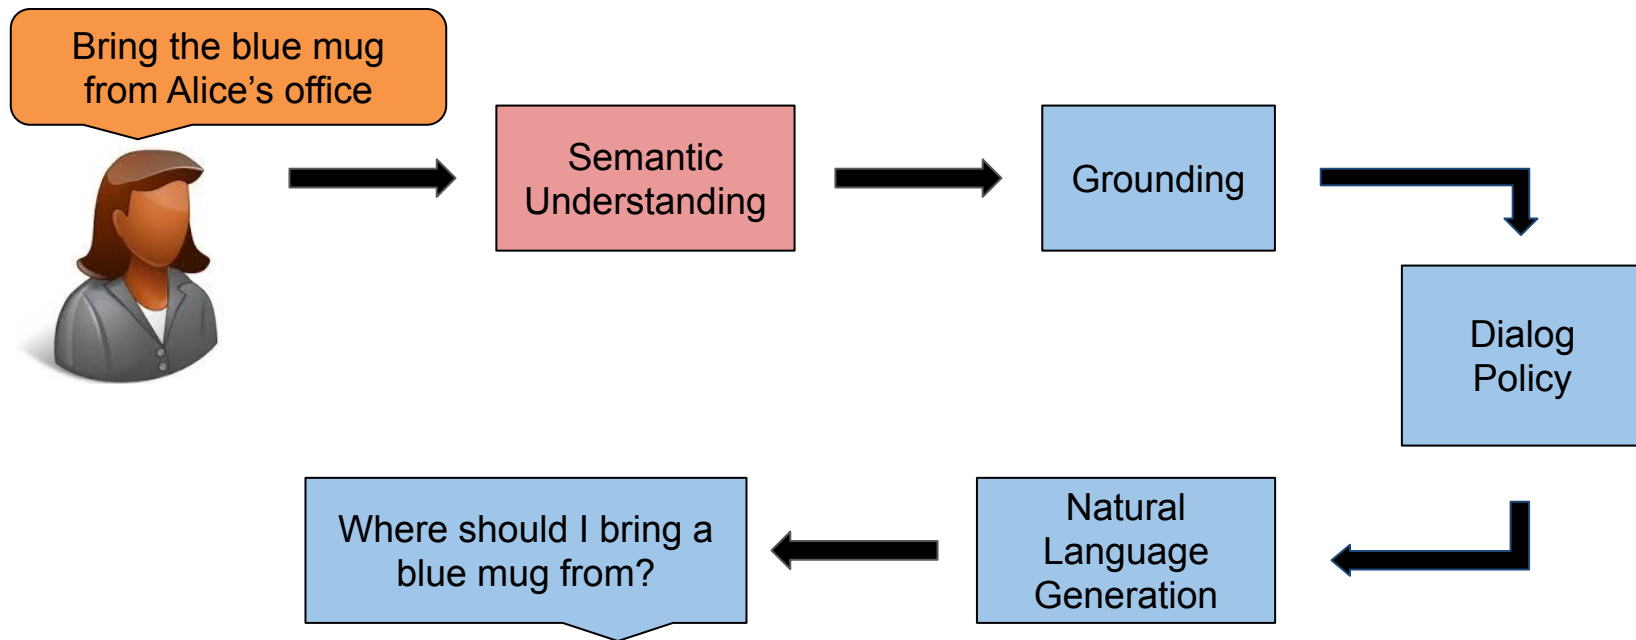 Bring the blue mug
from Alice’s office
Semantic
Understanding
Grounding
Dialog
Policy
Natural
Language
Generation
Where should I bring a
blue mug from?